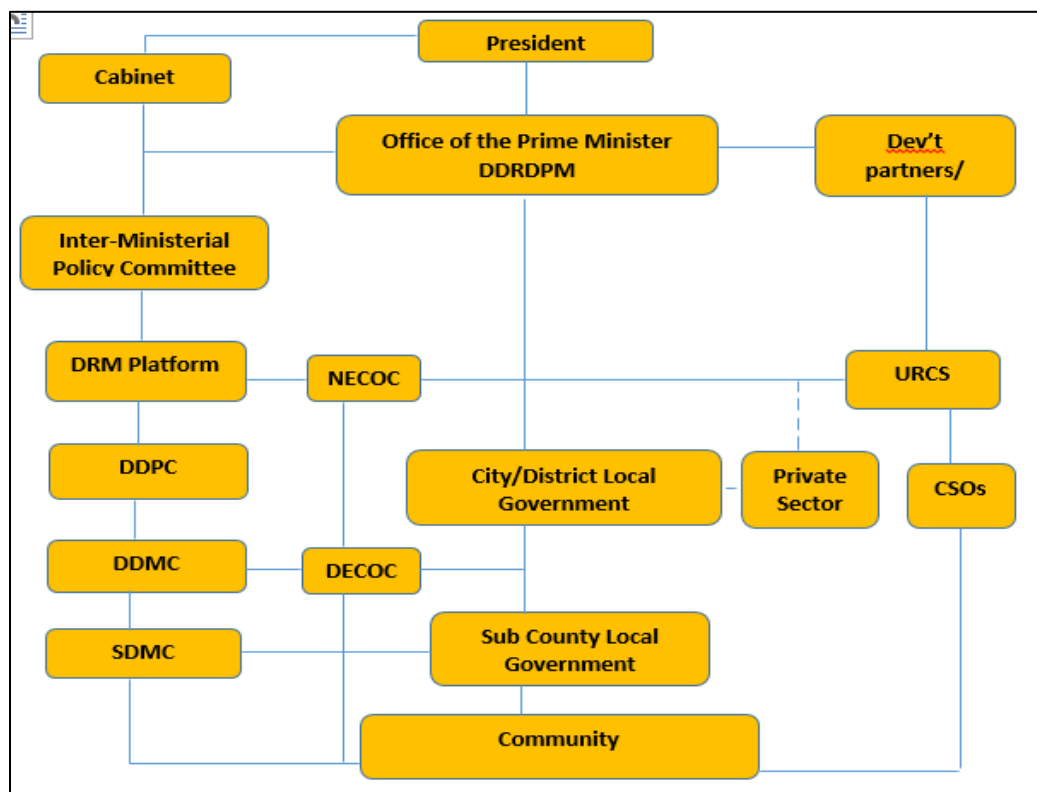 President
Cabinet
Office of the Prime Minister
DDRDPM
Dev’t
partners/
Inter-Ministerial
Policy Committee
DRM Platform
NECOC
URCS
DDPC
City/District Local
Government
Private
Sector
CSOs
DDMC
DECOC
SDMC
Sub County Local
Government
Community